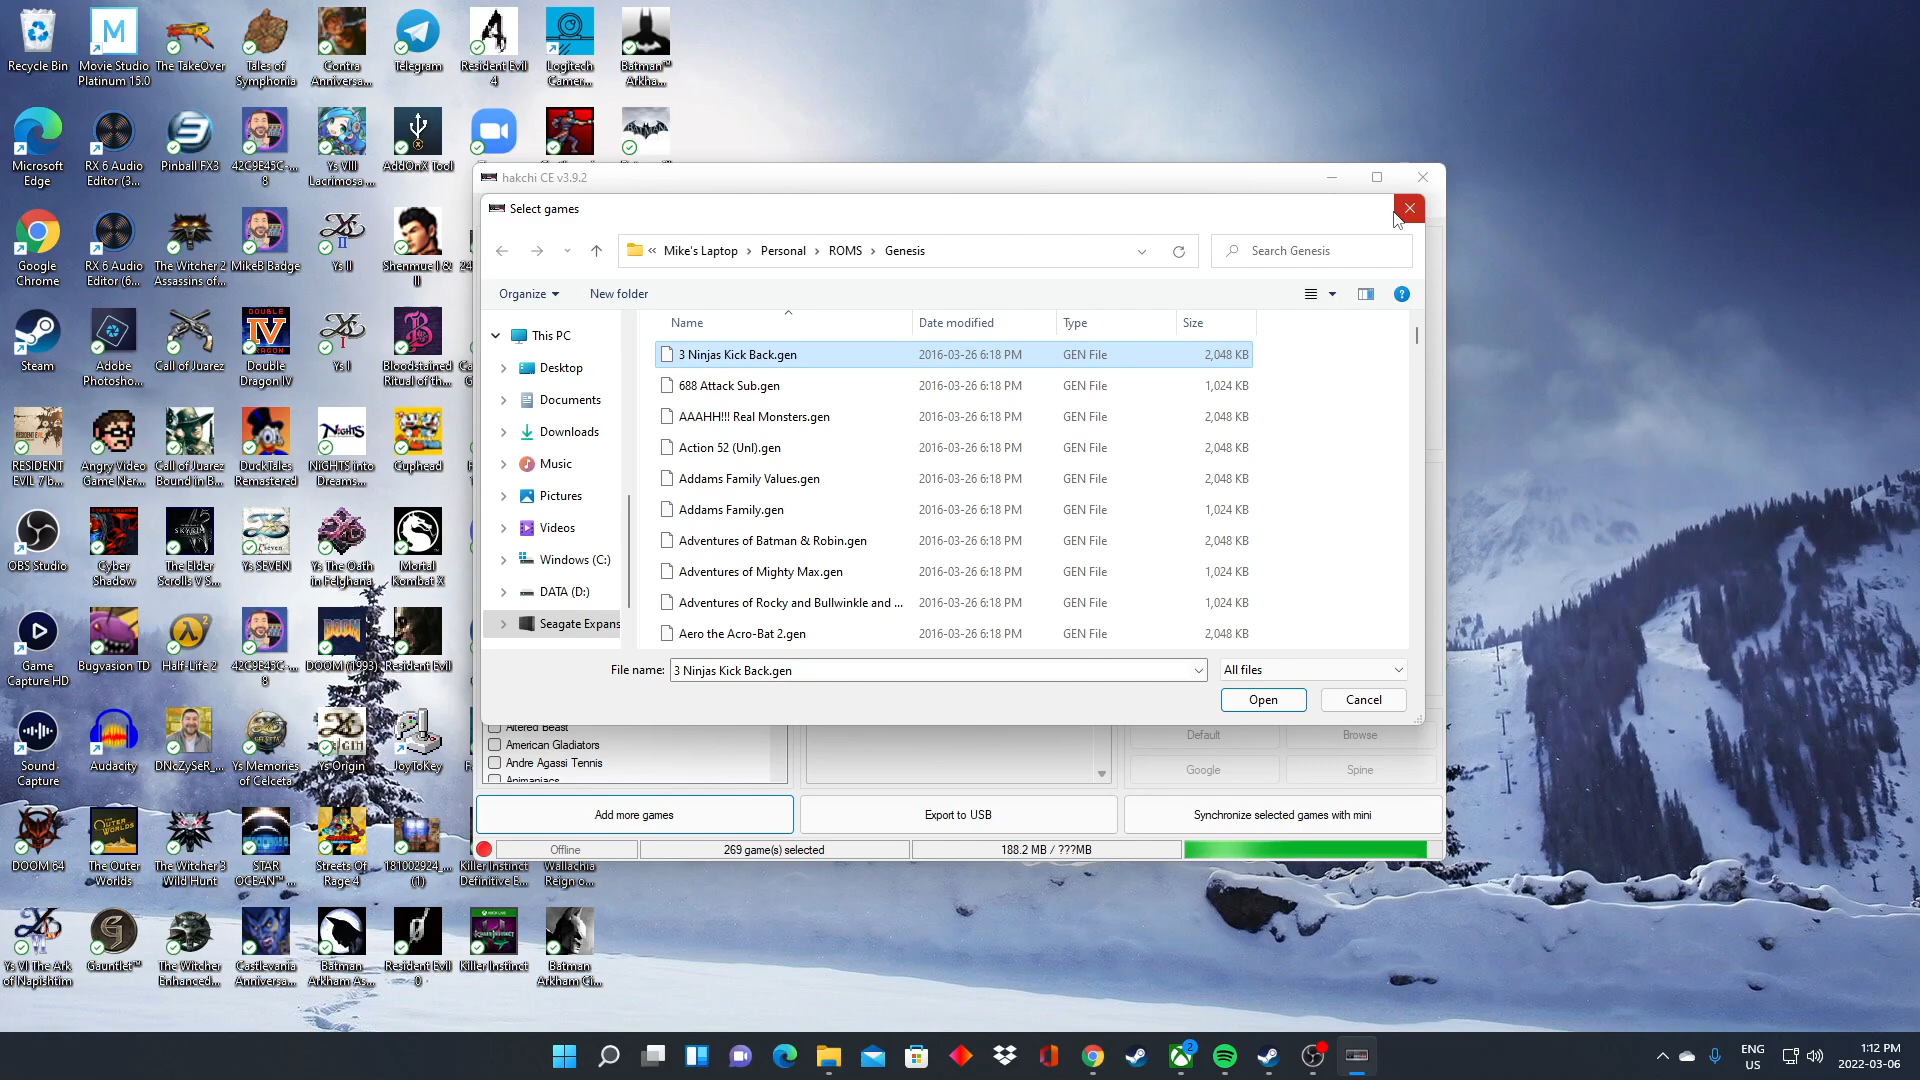 Recycle Bin
Movie Studio
Platinum 15.0
The TakeOver
Tales of
Symphonia
Contra
Anniversa...
Telegram
Resident Evil
4
Logitech
Gamer...
Batman™
Arkha...
Microsoft
Edge
RX 6 Audio
Editor (3...
Pinball FX3
42C9E45C-...
8
Ys VIII
Lacrimosa ...
AddOnX Tool
Google
Chrome
RX 6 Audio
Editor (6...
The Witcher 2
Assassins of...
MikeB Badge
Ys II
Shenmue I &
II
Steam
Adobe
Photosho...
Call of Juarez
Double
Dragon IV
Ys I
Bloodstained
Ritual of th...
RESIDENT
EVIL 7 b...
Angry Video
Game Ner...
Call of Juarez
Bound in B...
DuckTales
Remastered
NiGHTS into
Dreams...
Cuphead
OBS Studio
Cyber
Shadow
The Elder
Scrolls V S...
Ys SEVEN
Ys The Oath
in Felghana
Mortal
Kombat X
Game
Capture HD
Bugvasion TD
Half-Life 2
42C9E45C-...
8
DOOM (1993)
Resident Evil
Sound
Capture
Audacity
DNcZySeR_...
Ys Memories
of Celceta
Ys Origin
JoyToKey
DOOM 64
The Outer
Worlds
The Witcher 3
Wild Hunt
STAR
OCEAN™ ...
Streets Of
Rage 4
181002924_...
(1)
Killer Instinct
Definitive E...
Wallachia
Reign o...
Ys VI The Ark
of Napishtim
Gauntlet™
The Witcher
Enhanced...
Castlevania
Anniversa...
Batman
Arkham As...
Resident Evil
0
Killer Instinct
Batman
Arkham Ci...
hakchi CE v3.9.2
Select games
« Mike's Laptop › Personal › ROMS › Genesis
Search Genesis
Organize
New folder
This PC
Desktop
Documents
Downloads
Music
Pictures
Videos
Windows (C:)
DATA (D:)
Seagate Expans
Name Date modified Type Size
3 Ninjas Kick Back.gen 2016-03-26 6:18 PM GEN File 2,048 KB
688 Attack Sub.gen 2016-03-26 6:18 PM GEN File 1,024 KB
AAAHH!!! Real Monsters.gen 2016-03-26 6:18 PM GEN File 2,048 KB
Action 52 (Unl).gen 2016-03-26 6:18 PM GEN File 2,048 KB
Addams Family Values.gen 2016-03-26 6:18 PM GEN File 2,048 KB
Addams Family.gen 2016-03-26 6:18 PM GEN File 1,024 KB
Adventures of Batman & Robin.gen 2016-03-26 6:18 PM GEN File 2,048 KB
Adventures of Mighty Max.gen 2016-03-26 6:18 PM GEN File 1,024 KB
Adventures of Rocky and Bullwinkle and ... 2016-03-26 6:18 PM GEN File 1,024 KB
Aero the Acro-Bat 2.gen 2016-03-26 6:18 PM GEN File 2,048 KB
File name: 3 Ninjas Kick Back.gen
All files
Open
Cancel
Altered Beast
American Gladiators
Andre Agassi Tennis
Animaniacs
Default
Browse
Google
Spine
Add more games
Export to USB
Synchronize selected games with mini
Offline
269 game(s) selected
188.2 MB / ???MB
2
ENG
US
1:12 PM
2022-03-06